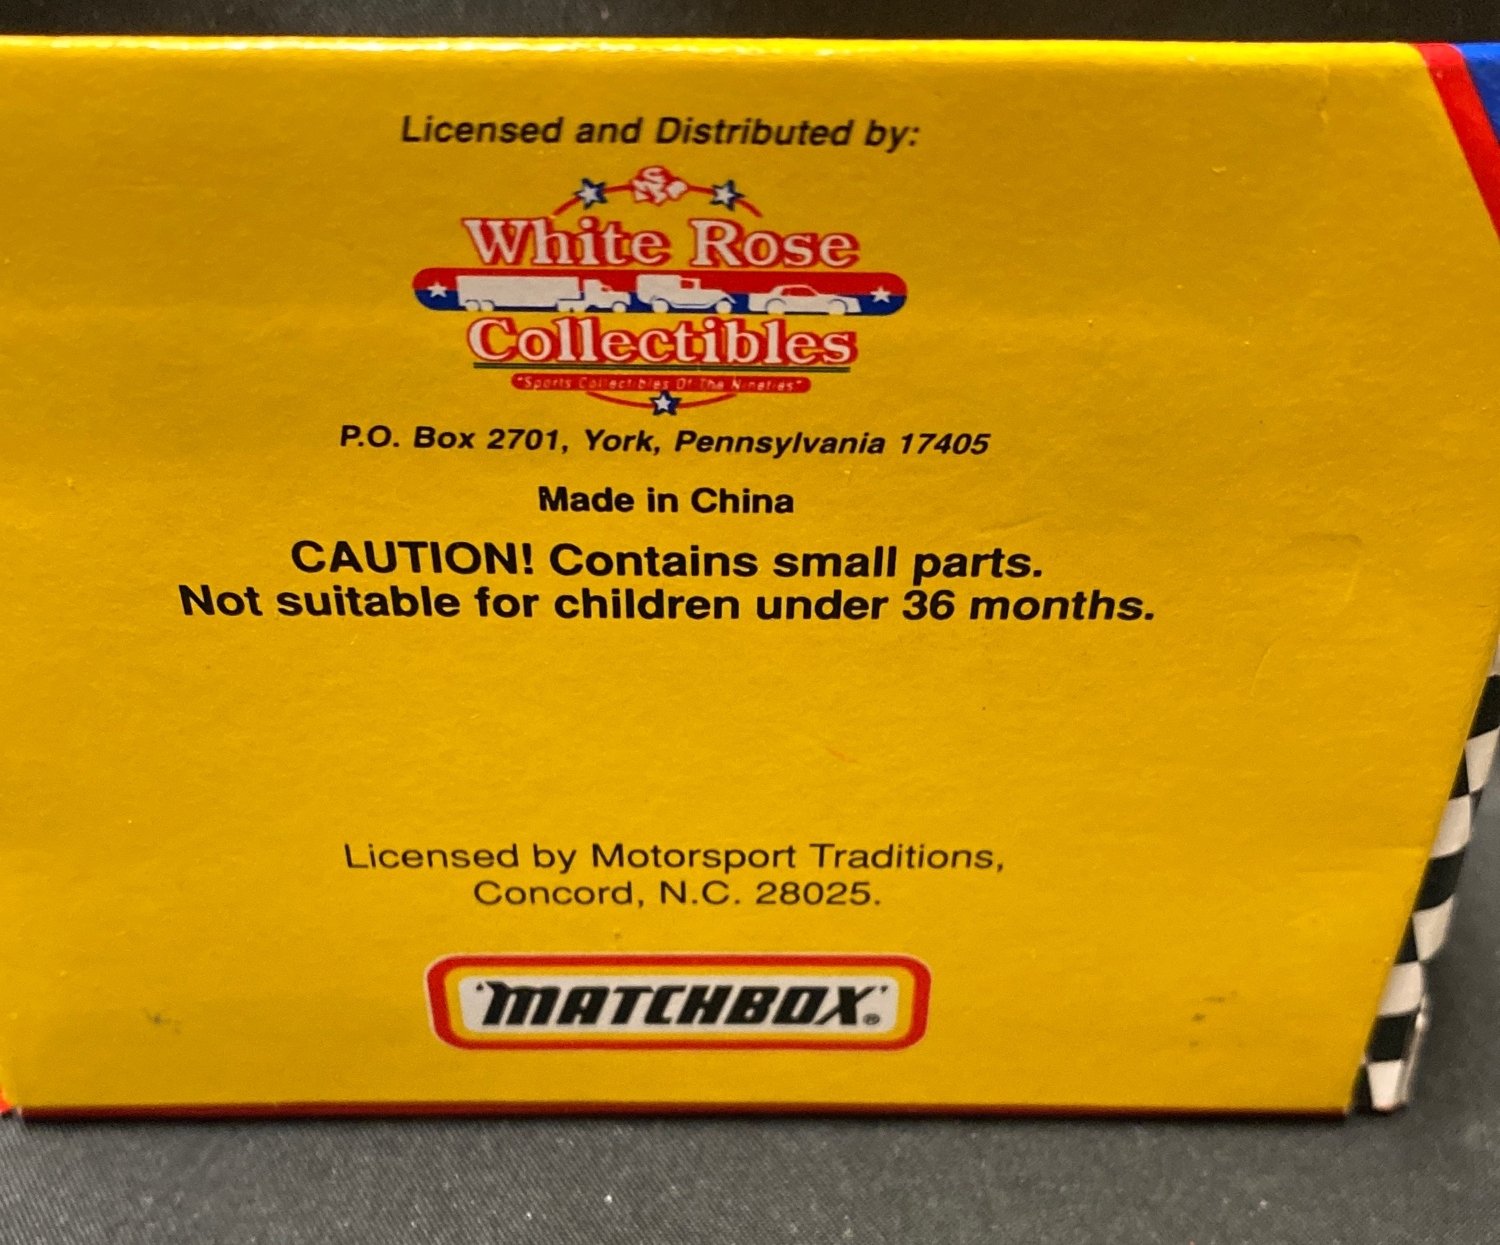 Licensed and Distributed by:
White Rose
Collectibles
"Sports Collectibles Of The Nineties"
P.O. Box 2701, York, Pennsylvania 17405
Made in China
CAUTION! Contains small parts.
Not suitable for children under 36 months.
Licensed by Motorsport Traditions,
Concord, N.C. 28025.
'MATCHBOX'®